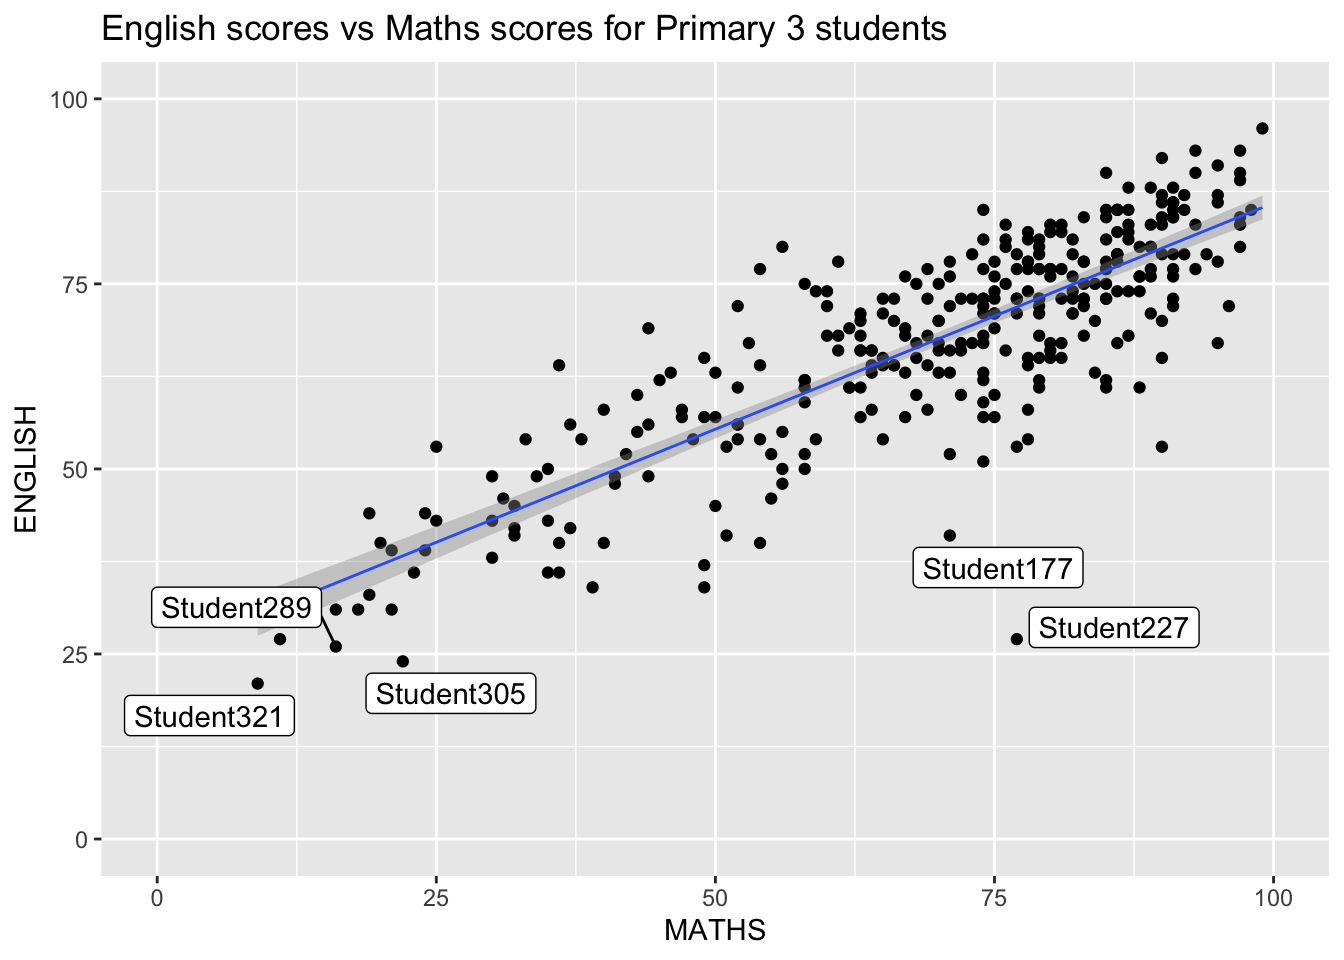 English scores vs Maths scores for Primary 3 students
ENGLISH
100
75
50
25
0
Student177
Student289
Student227
Student305
Student321
0
25
50
75
100
MATHS